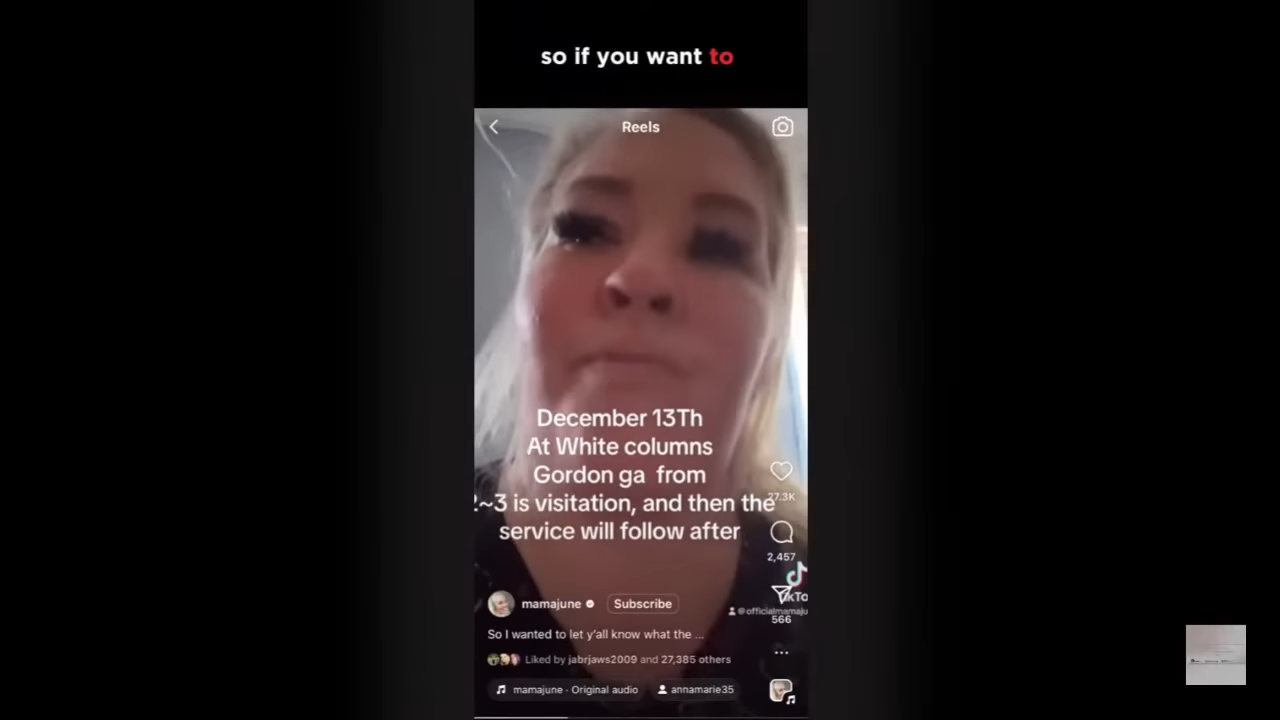 so if you want to
Reels
December 13Th
At White columns
Gordon ga from
2~3 is visitation, and then the
service will follow after
27.3K
2,457
566
mamajune
Subscribe
@officialmamaju
So I wanted to let y'all know what the ...
Liked by jabrjaws2009 and 27,385 others
mamajune · Original audio
annamarie35